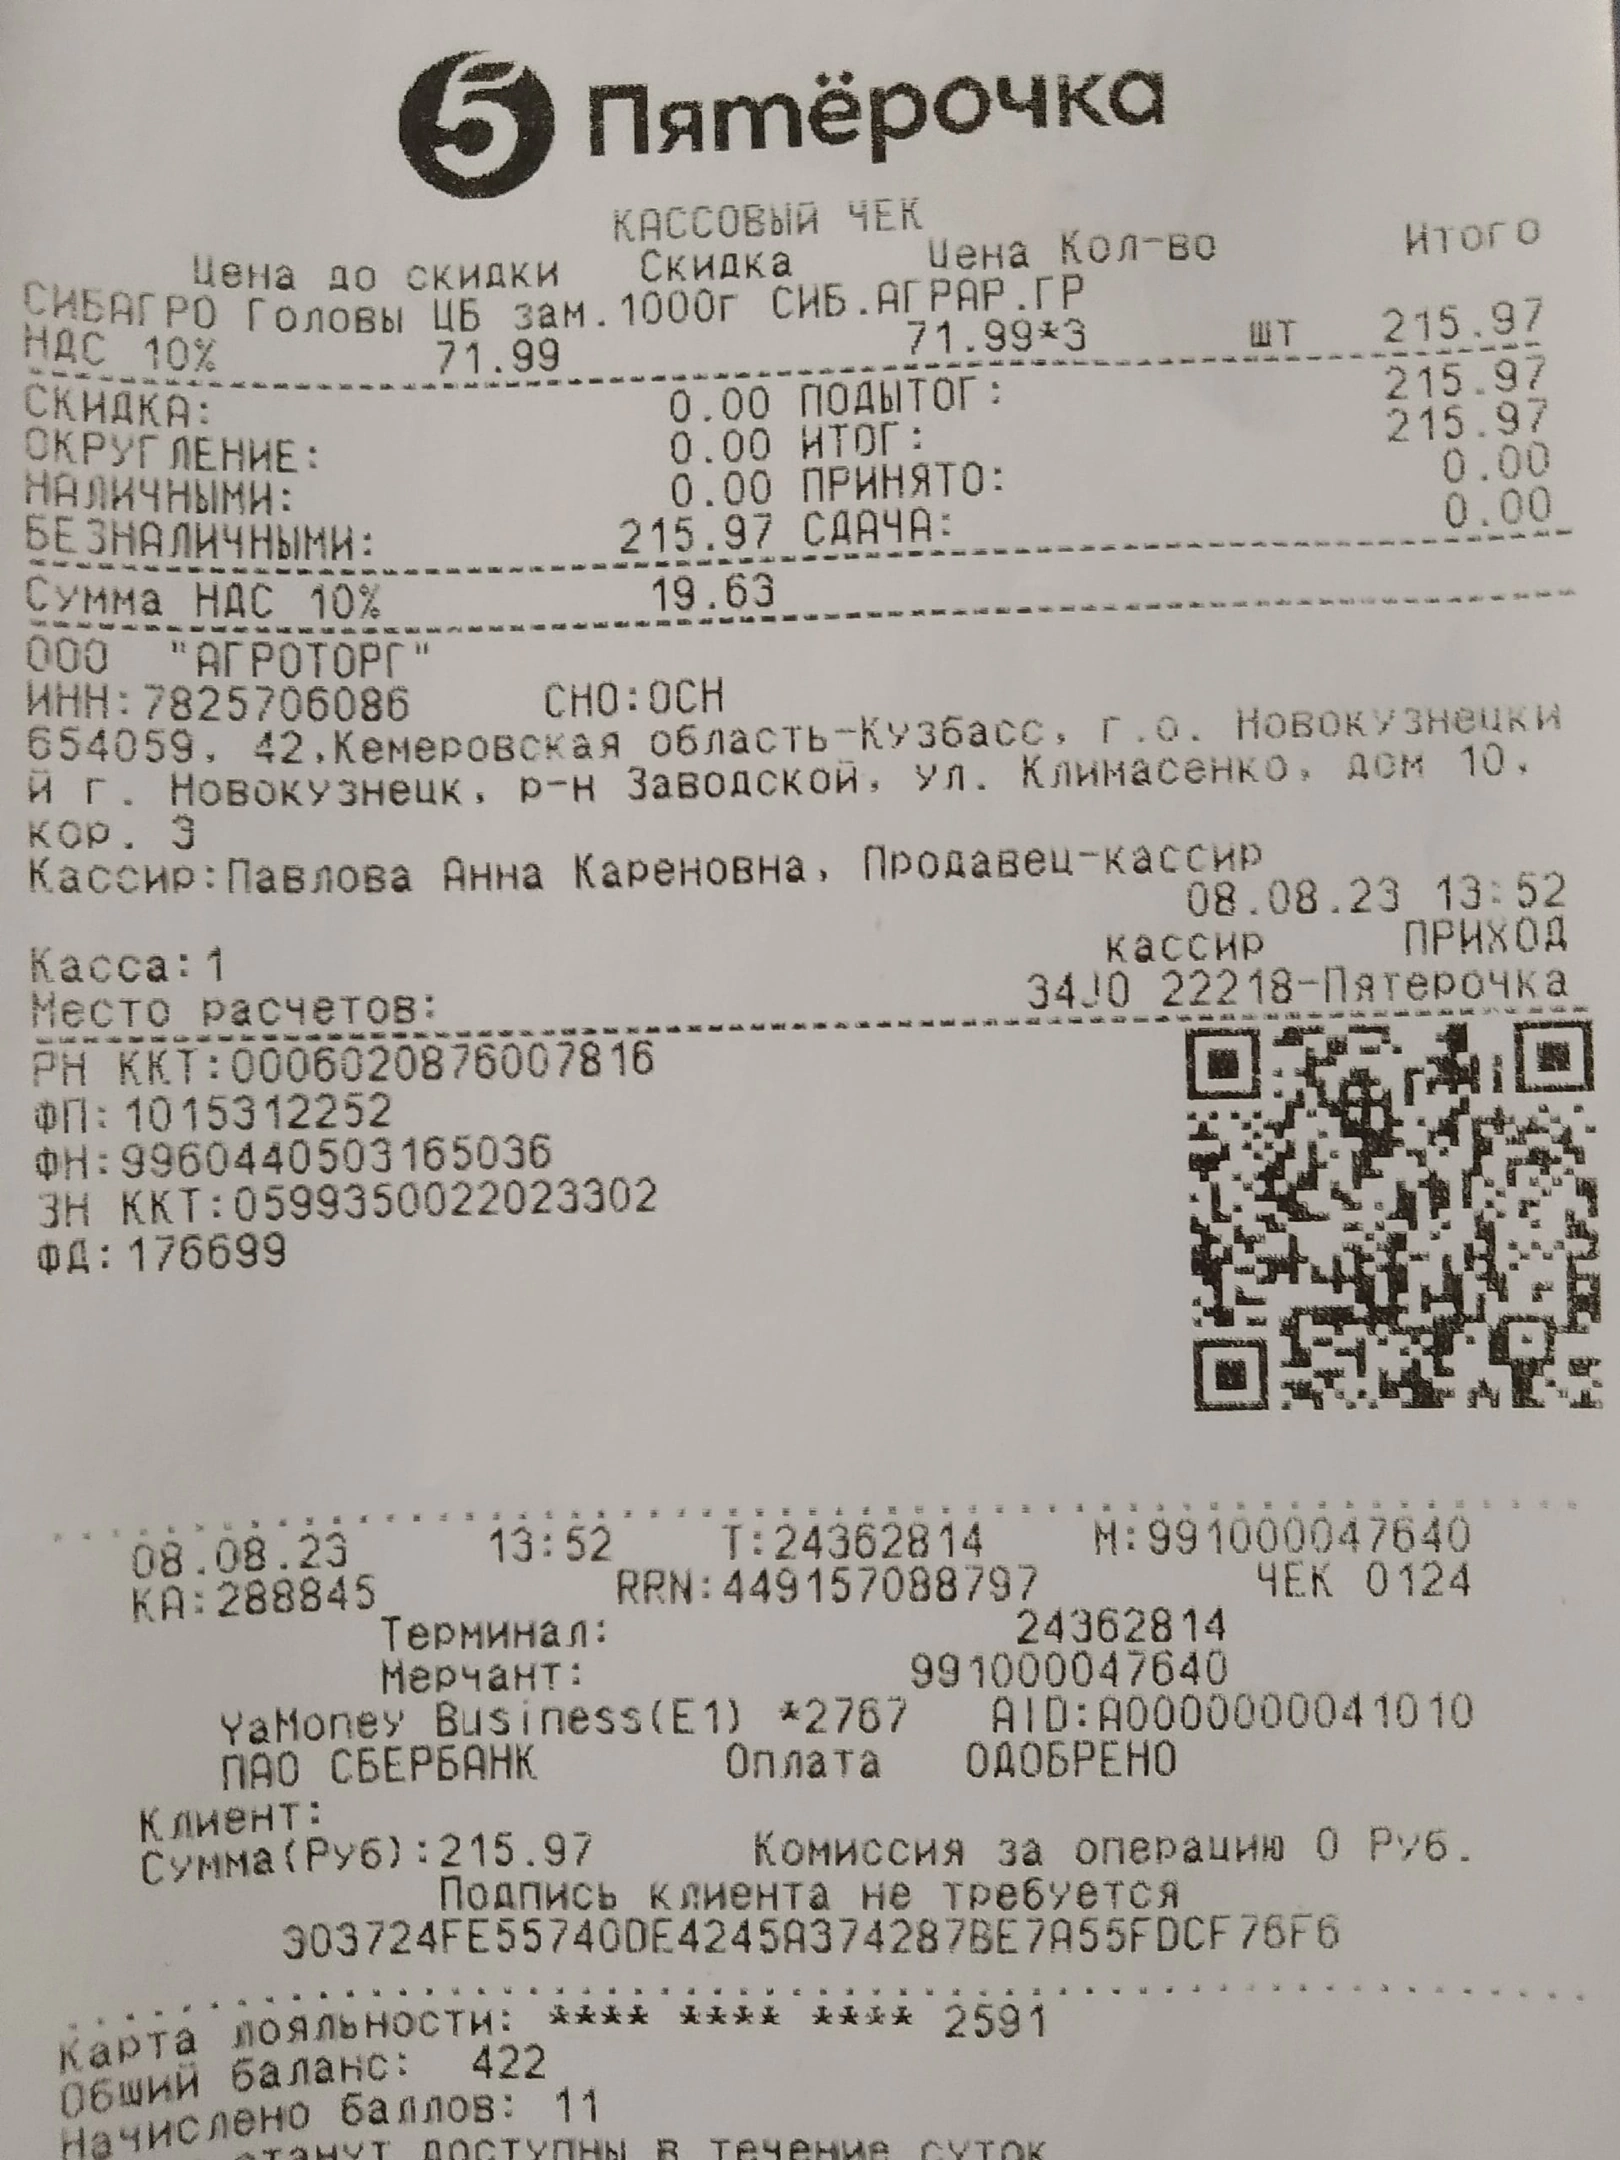 5 Пятёрочка
КАССОВЫЙ ЧЕК
Цена до скидки Скидка Цена Кол-во Итого
СИБАГРО Головы ЦБ зам.1000г СИБ.АГРАР.ГР
НДС 10% 71.99 71.99*3 шт 215.97
СКИДКА: 0.00 ПОДЫТОГ: 215.97
ОКРУГЛЕНИЕ: 0.00 ИТОГ: 215.97
НАЛИЧНЫМИ: 0.00 ПРИНЯТО: 0.00
БЕЗНАЛИЧНЫМИ: 215.97 СДАЧА: 0.00
Сумма НДС 10% 19.63
ООО "АГРОТОРГ"
ИНН:7825706086 СНО:ОСН
654059, 42,Кемеровская область-Кузбасс, г.о. Новокузнецки
й г. Новокузнецк, р-н Заводской, ул. Климасенко, дом 10,
кор. 3
Кассир:Павлова Анна Кареновна, Продавец-кассир
08.08.23 13:52
Касса:1 кассир ПРИХОД
Место расчетов: 34J0 22218-Пятерочка
РН ККТ:0006020876007816
ФП:1015312252
ФН:9960440503165036
ЗН ККТ:0599350022023302
ФД:176699
08.08.23 13:52 Т:24362814 М:991000047640
КА:288845 RRN:449157088797 ЧЕК 0124
Терминал: 24362814
Мерчант: 991000047640
YaMoney Business(E1) *2767 AID:A0000000041010
ПАО СБЕРБАНК Оплата ОДОБРЕНО
Клиент:
Сумма(Руб):215.97 Комиссия за операцию 0 Руб.
Подпись клиента не требуется
303724FE55740DE4245A374287BE7A55FDCF76F6
Карта лояльности: **** **** **** 2591
Общий баланс: 422
Начислено баллов: 11
станут доступны в течение суток